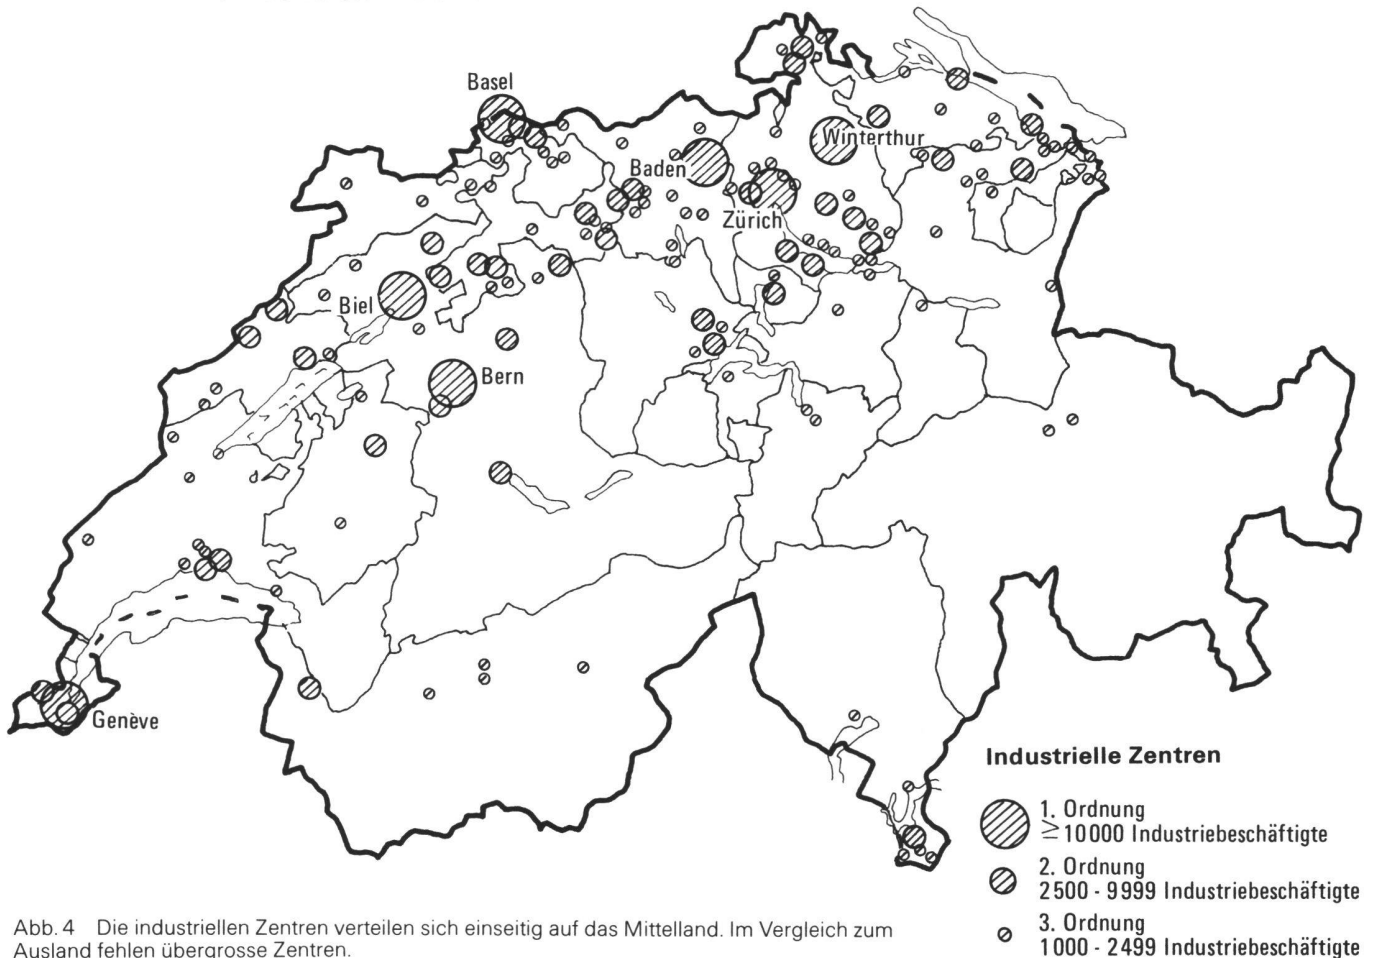 Basel
Winterthur
Baden
Zürich
Biel
Bern
Genève
Industrielle Zentren
1. Ordnung
≥10000 Industriebeschäftigte
2. Ordnung
2500 - 9999 Industriebeschäftigte
3. Ordnung
1000 - 2499 Industriebeschäftigte
Abb. 4 Die industriellen Zentren verteilen sich einseitig auf das Mittelland. Im Vergleich zum
Ausland fehlen übergrosse Zentren.